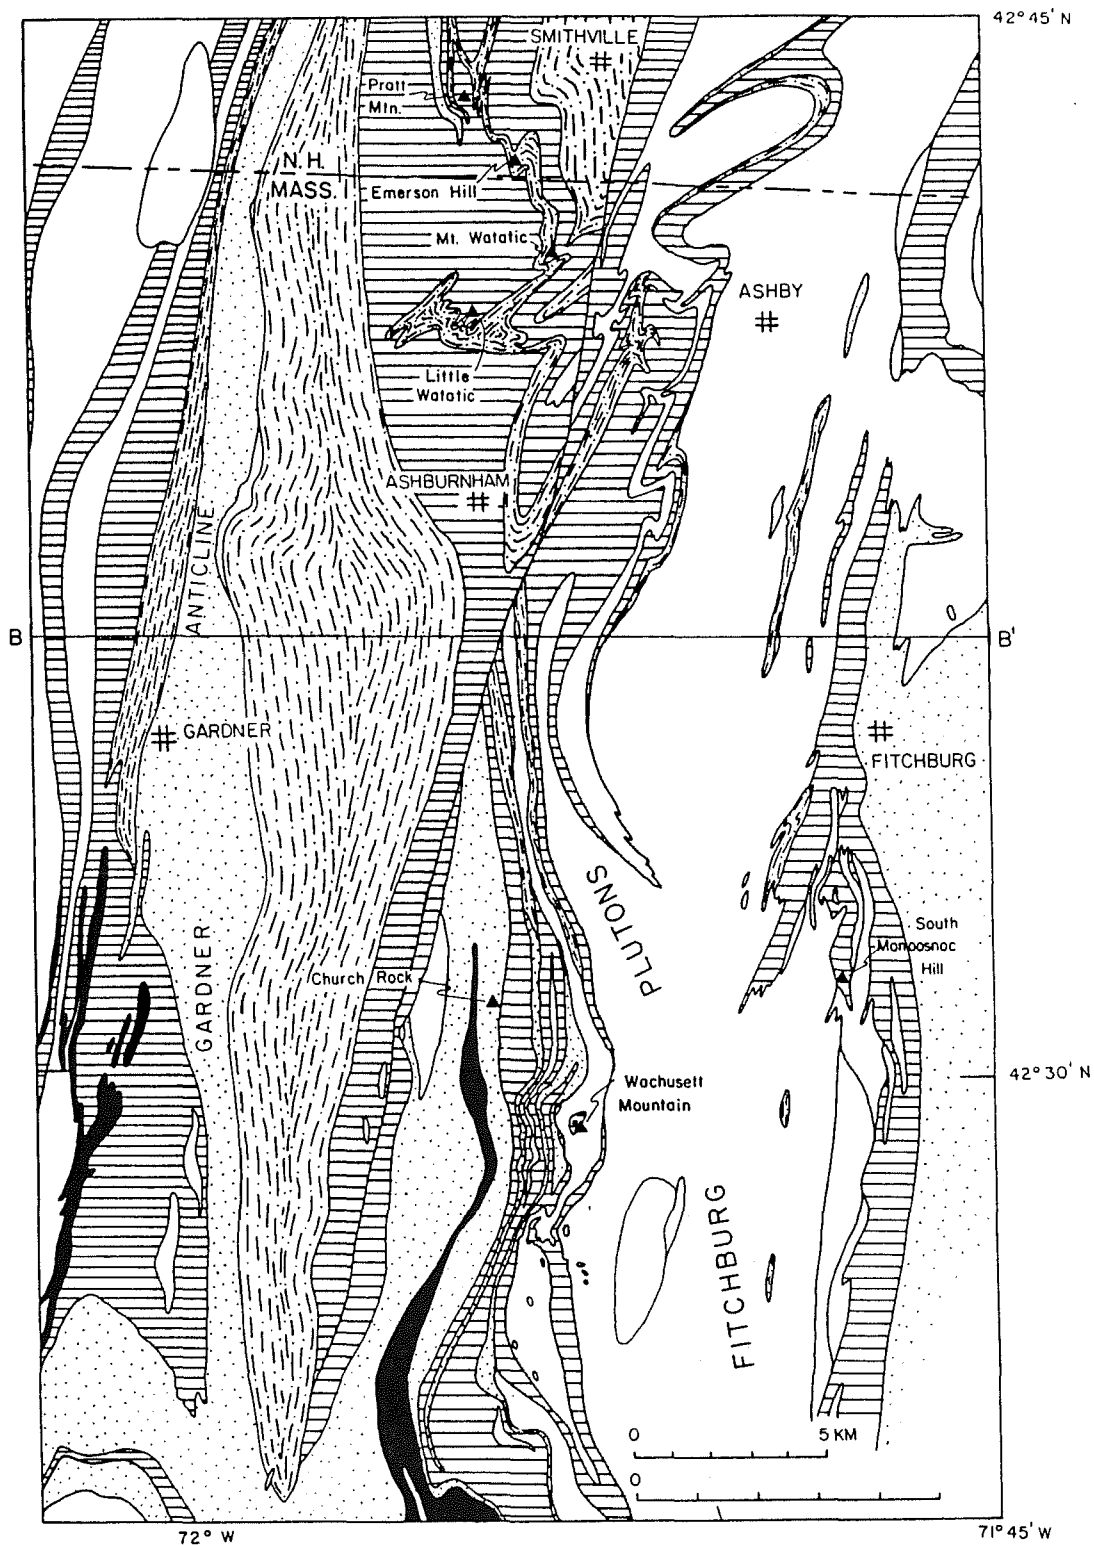 42° 45' N
SMITHVILLE
#
Pratt
Mtn.
N.H.
MASS.
Emerson Hill
Mt. Watatic
ASHBY
#
Little
Watatic
ASHBURNHAM
#
ANTICLINE
B
B'
# GARDNER
#
FITCHBURG
PLUTONS
South
Monoosnoc
Hill
GARDNER
Church Rock
42° 30' N
Wachusett
Mountain
FITCHBURG
0
5 KM
0
72° W
71° 45' W